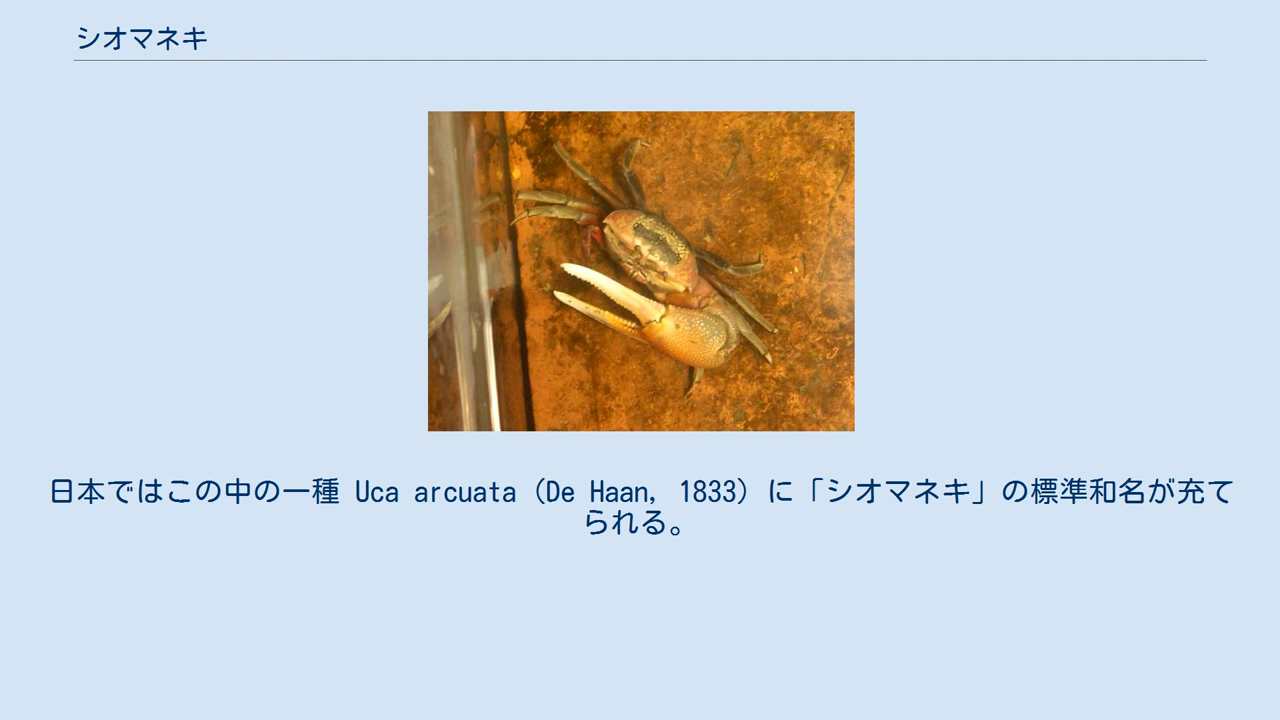 シオマネキ
日本ではこの中の一種 Uca arcuata (De Haan, 1833) に「シオマネキ」の標準和名が充て
られる。